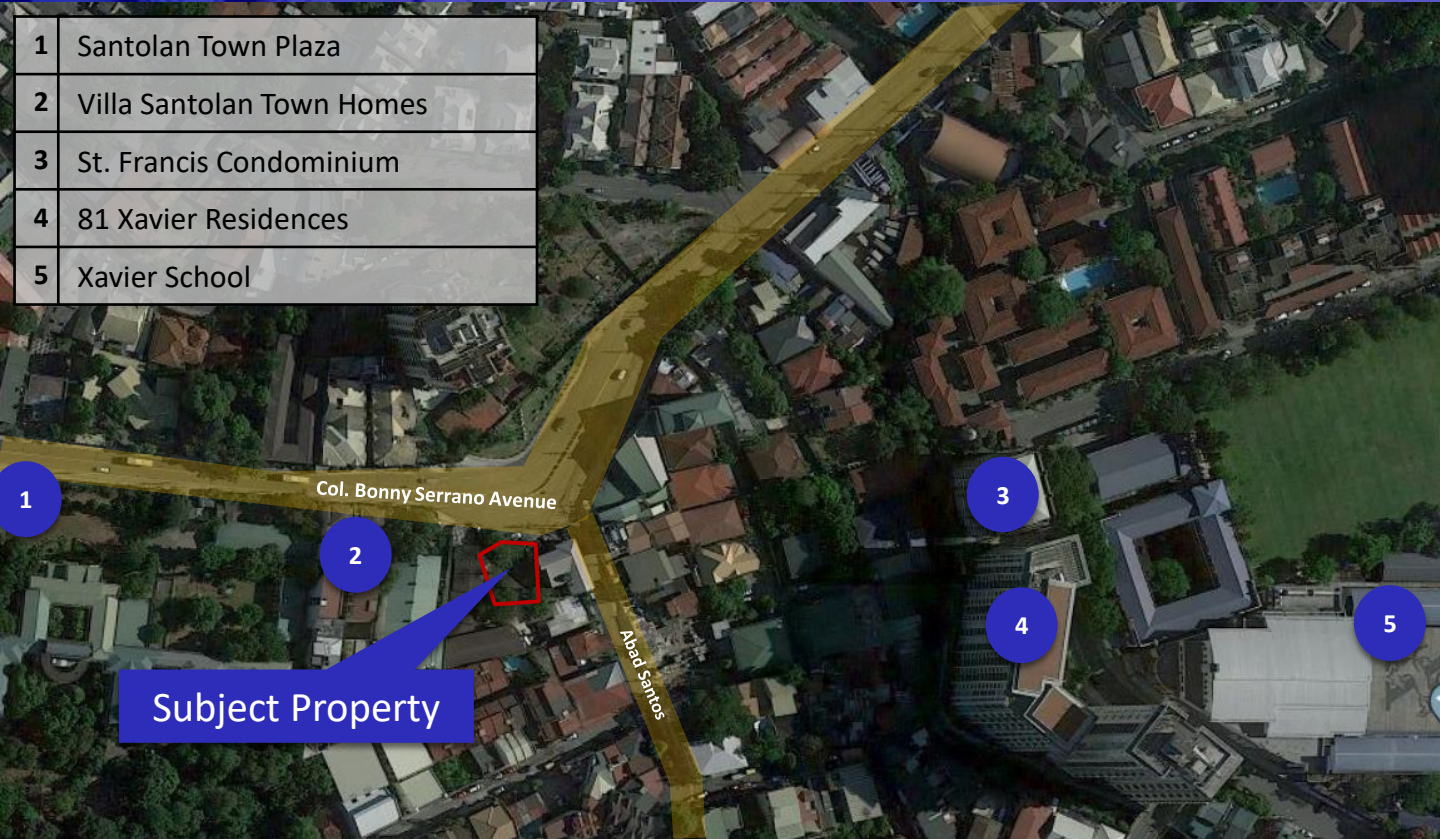 1 Santolan Town Plaza
2 Villa Santolan Town Homes
3 St. Francis Condominium
4 81 Xavier Residences
5 Xavier School
Col. Bonny Serrano Avenue
1
2
3
4
5
Abad Santos
Subject Property